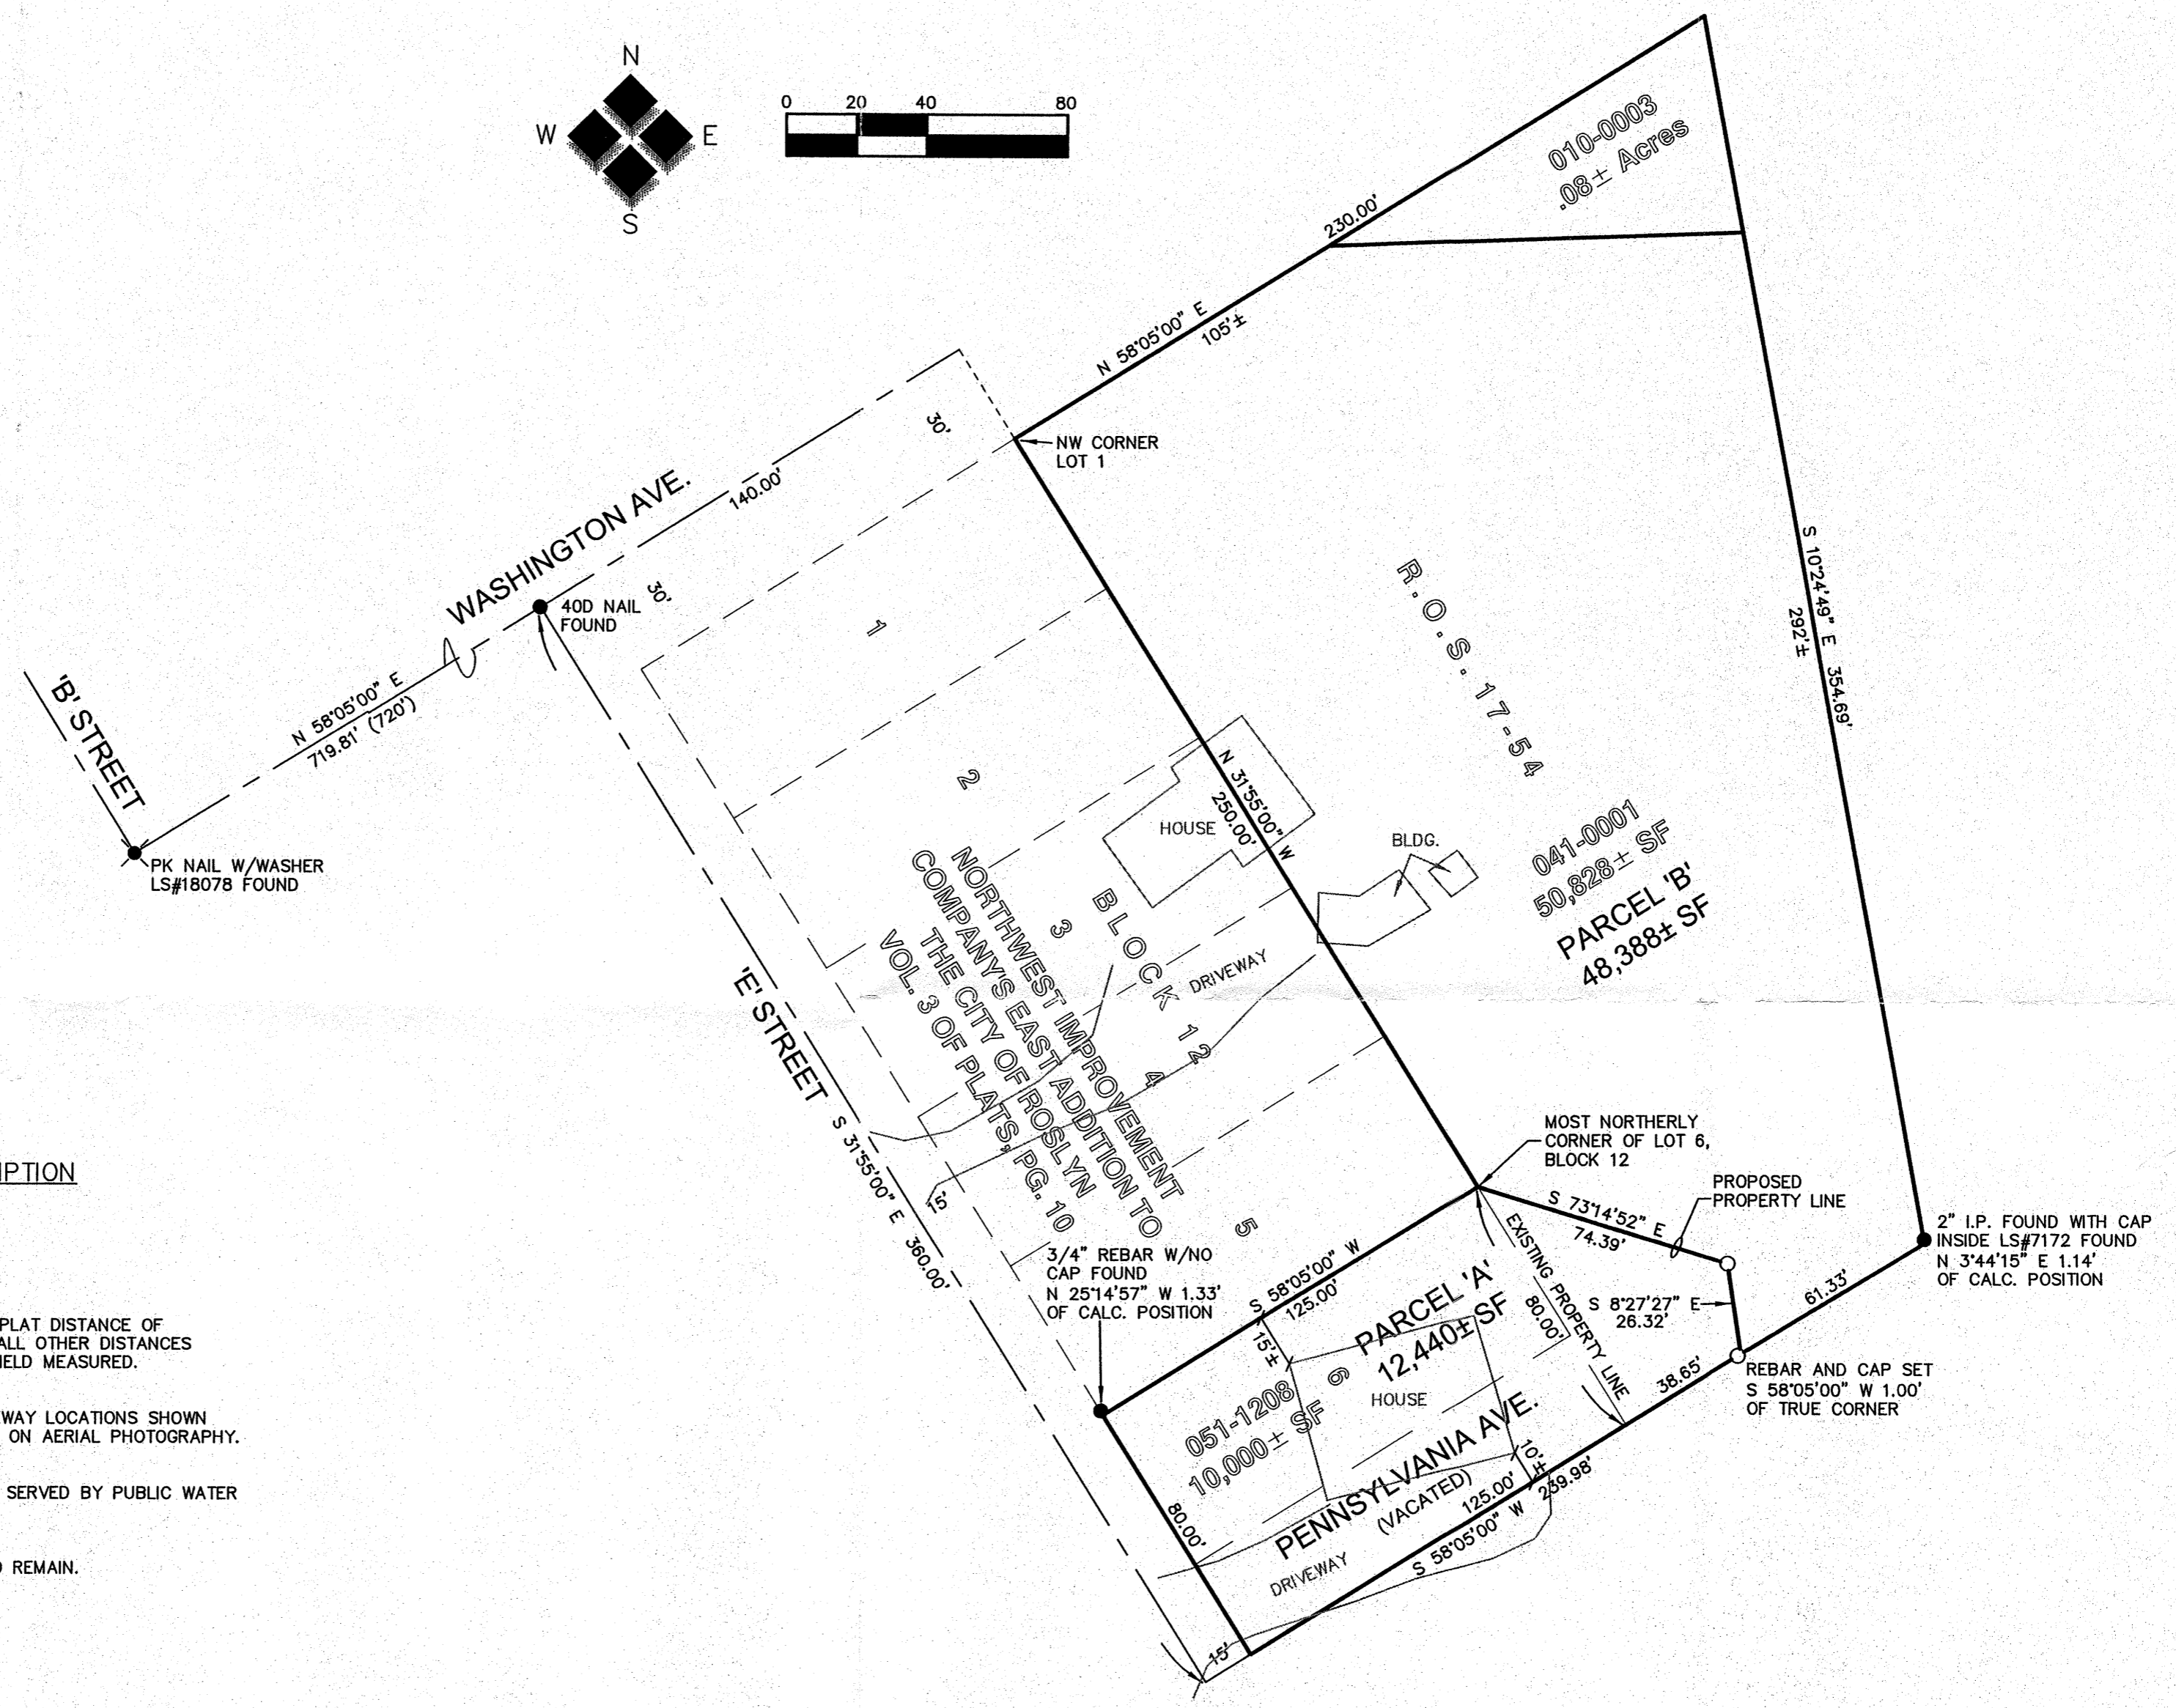 N
W
E
S
0 20 40 80
010-0003
.08± Acres
230.00'
N 58°05'00" E
105'±
30'
NW CORNER
LOT 1
140.00'
WASHINGTON AVE.
40D NAIL
FOUND
30'
'B' STREET
N 58°05'00" E
719.81' (720')
PK NAIL W/WASHER
LS#18078 FOUND
1
2
3
4
5
6
R.O.S. 17-54
S 10°24'49" E 354.69'
292'±
HOUSE
N 31°55'00" W
250.00'
BLDG.
041-0001
50,828± SF
PARCEL 'B'
48,388± SF
BLOCK 12
NORTHWEST IMPROVEMENT
COMPANY'S EAST ADDITION TO
THE CITY OF ROSLYN
VOL. 3 OF PLATS, PG. 10
DRIVEWAY
'E' STREET
S 31°55'00" E 360.00'
15'
MOST NORTHERLY
CORNER OF LOT 6,
BLOCK 12
PROPOSED
PROPERTY LINE
S 73°14'52" E
74.39'
2" I.P. FOUND WITH CAP
INSIDE LS#7172 FOUND
N 3°44'15" E 1.14'
OF CALC. POSITION
3/4" REBAR W/NO
CAP FOUND
N 25°14'57" W 1.33'
OF CALC. POSITION
S 58°05'00" W
125.00'
EXISTING PROPERTY LINE
80.00'
S 8°27'27" E
26.32'
61.33'
38.65'
REBAR AND CAP SET
S 58°05'00" W 1.00'
OF TRUE CORNER
15'±
PARCEL 'A'
12,440± SF
HOUSE
051-1208
10,000± SF
80.00'
PENNSYLVANIA AVE.
(VACATED)
10'±
125.00'
239.98'
S 58°05'00" W
DRIVEWAY
15'
IPTION
PLAT DISTANCE OF
ALL OTHER DISTANCES
IELD MEASURED.
WAY LOCATIONS SHOWN
ON AERIAL PHOTOGRAPHY.
SERVED BY PUBLIC WATER
REMAIN.